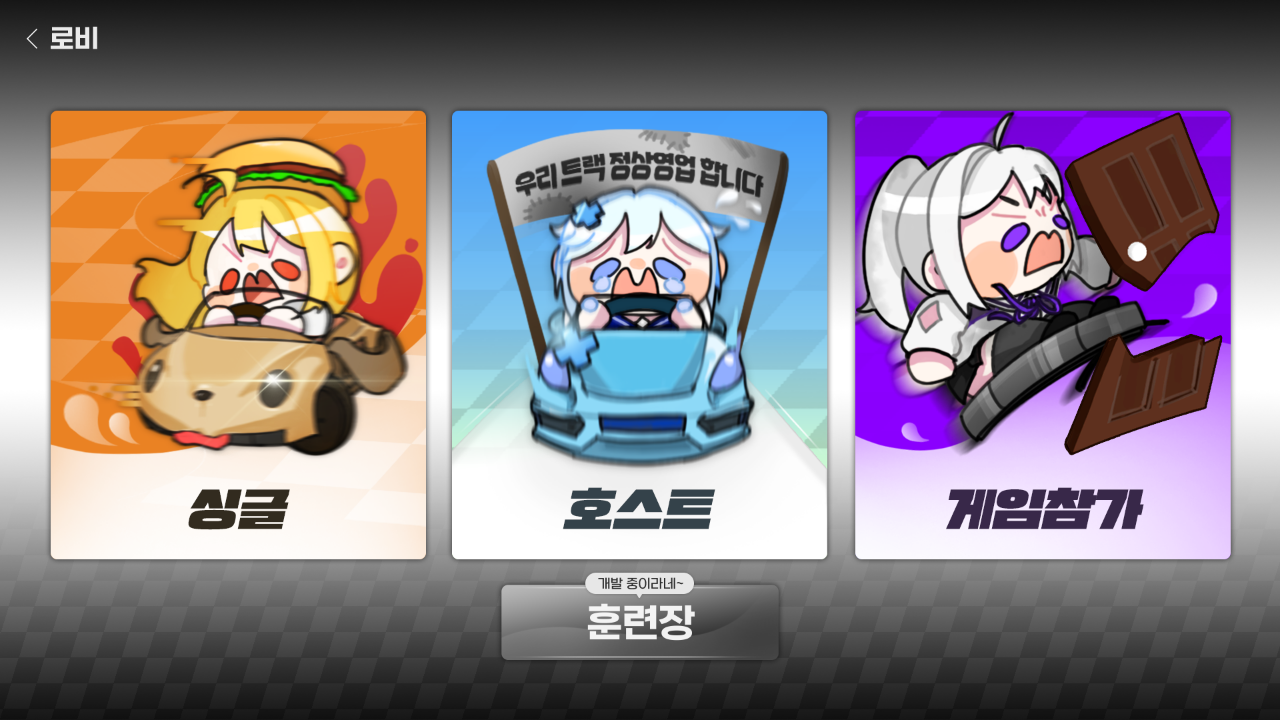 로비
우리 트랙 정상영업 합니다
싱글
호스트
게임참가
개발 중이라네~
훈련장